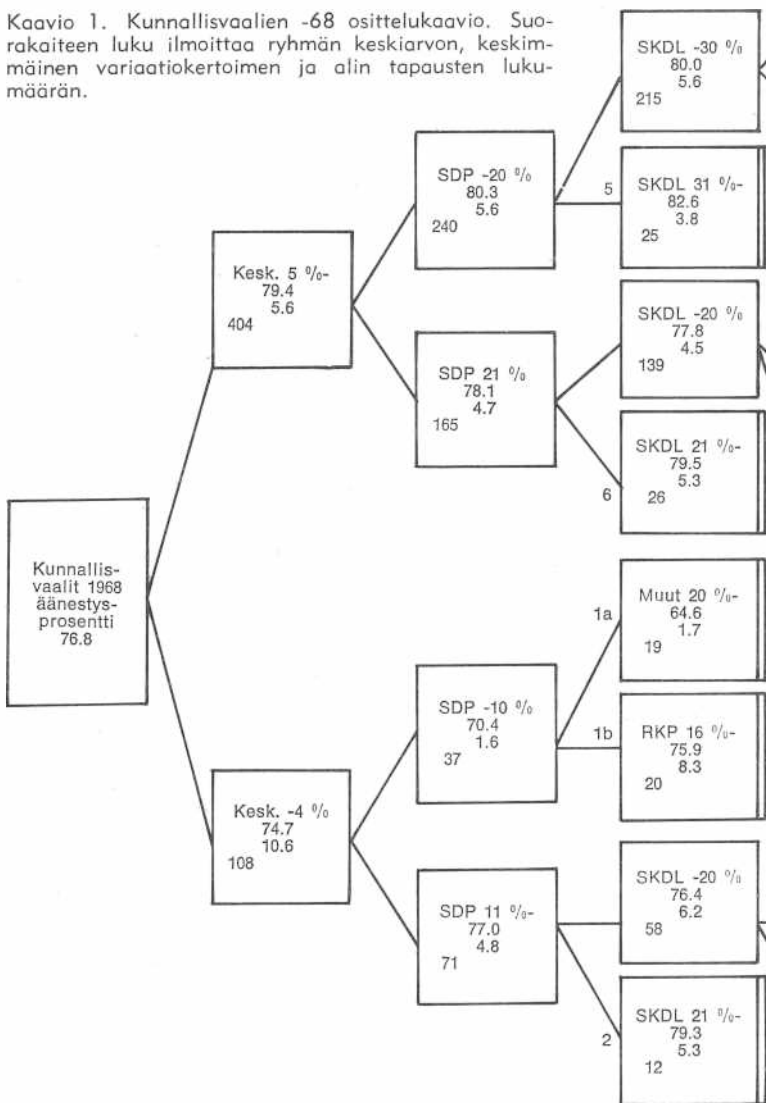 Kaavio 1. Kunnallisvaalien -68 osittelukaavio. Suo-
rakaiteen luku ilmoittaa ryhmän keskiarvon, keskim-
mäinen variaatiokertoimen ja alin tapausten luku-
määrän.
Kunnallis-
vaalit 1968
äänestys-
prosentti
76.8
Kesk. 5 %-
79.4
5.6
404
SDP -20 %
80.3
5.6
240
SKDL -30 %
80.0
5.6
215
5
SKDL 31 %-
82.6
3.8
25
SDP 21 %
78.1
4.7
165
SKDL -20 %
77.8
4.5
139
6
SKDL 21 %-
79.5
5.3
26
Kesk. -4 %
74.7
10.6
108
SDP -10 %
70.4
1.6
37
1a
Muut 20 %-
64.6
1.7
19
1b
RKP 16 %-
75.9
8.3
20
SDP 11 %-
77.0
4.8
71
SKDL -20 %
76.4
6.2
58
2
SKDL 21 %-
79.3
5.3
12